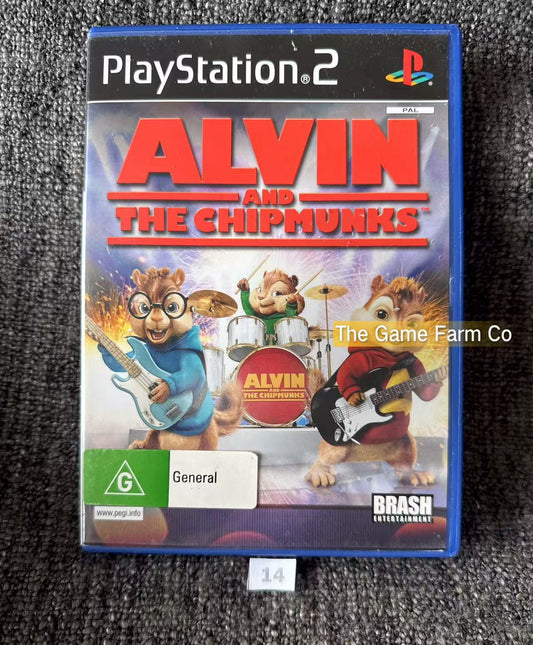 PlayStation®2
PAL
ALVIN
AND
THE CHIPMUNKS™
The Game Farm Co
ALVIN
AND
THE CHIPMUNKS
G
General
www.pegi.info
BRASH
ENTERTAINMENT
14